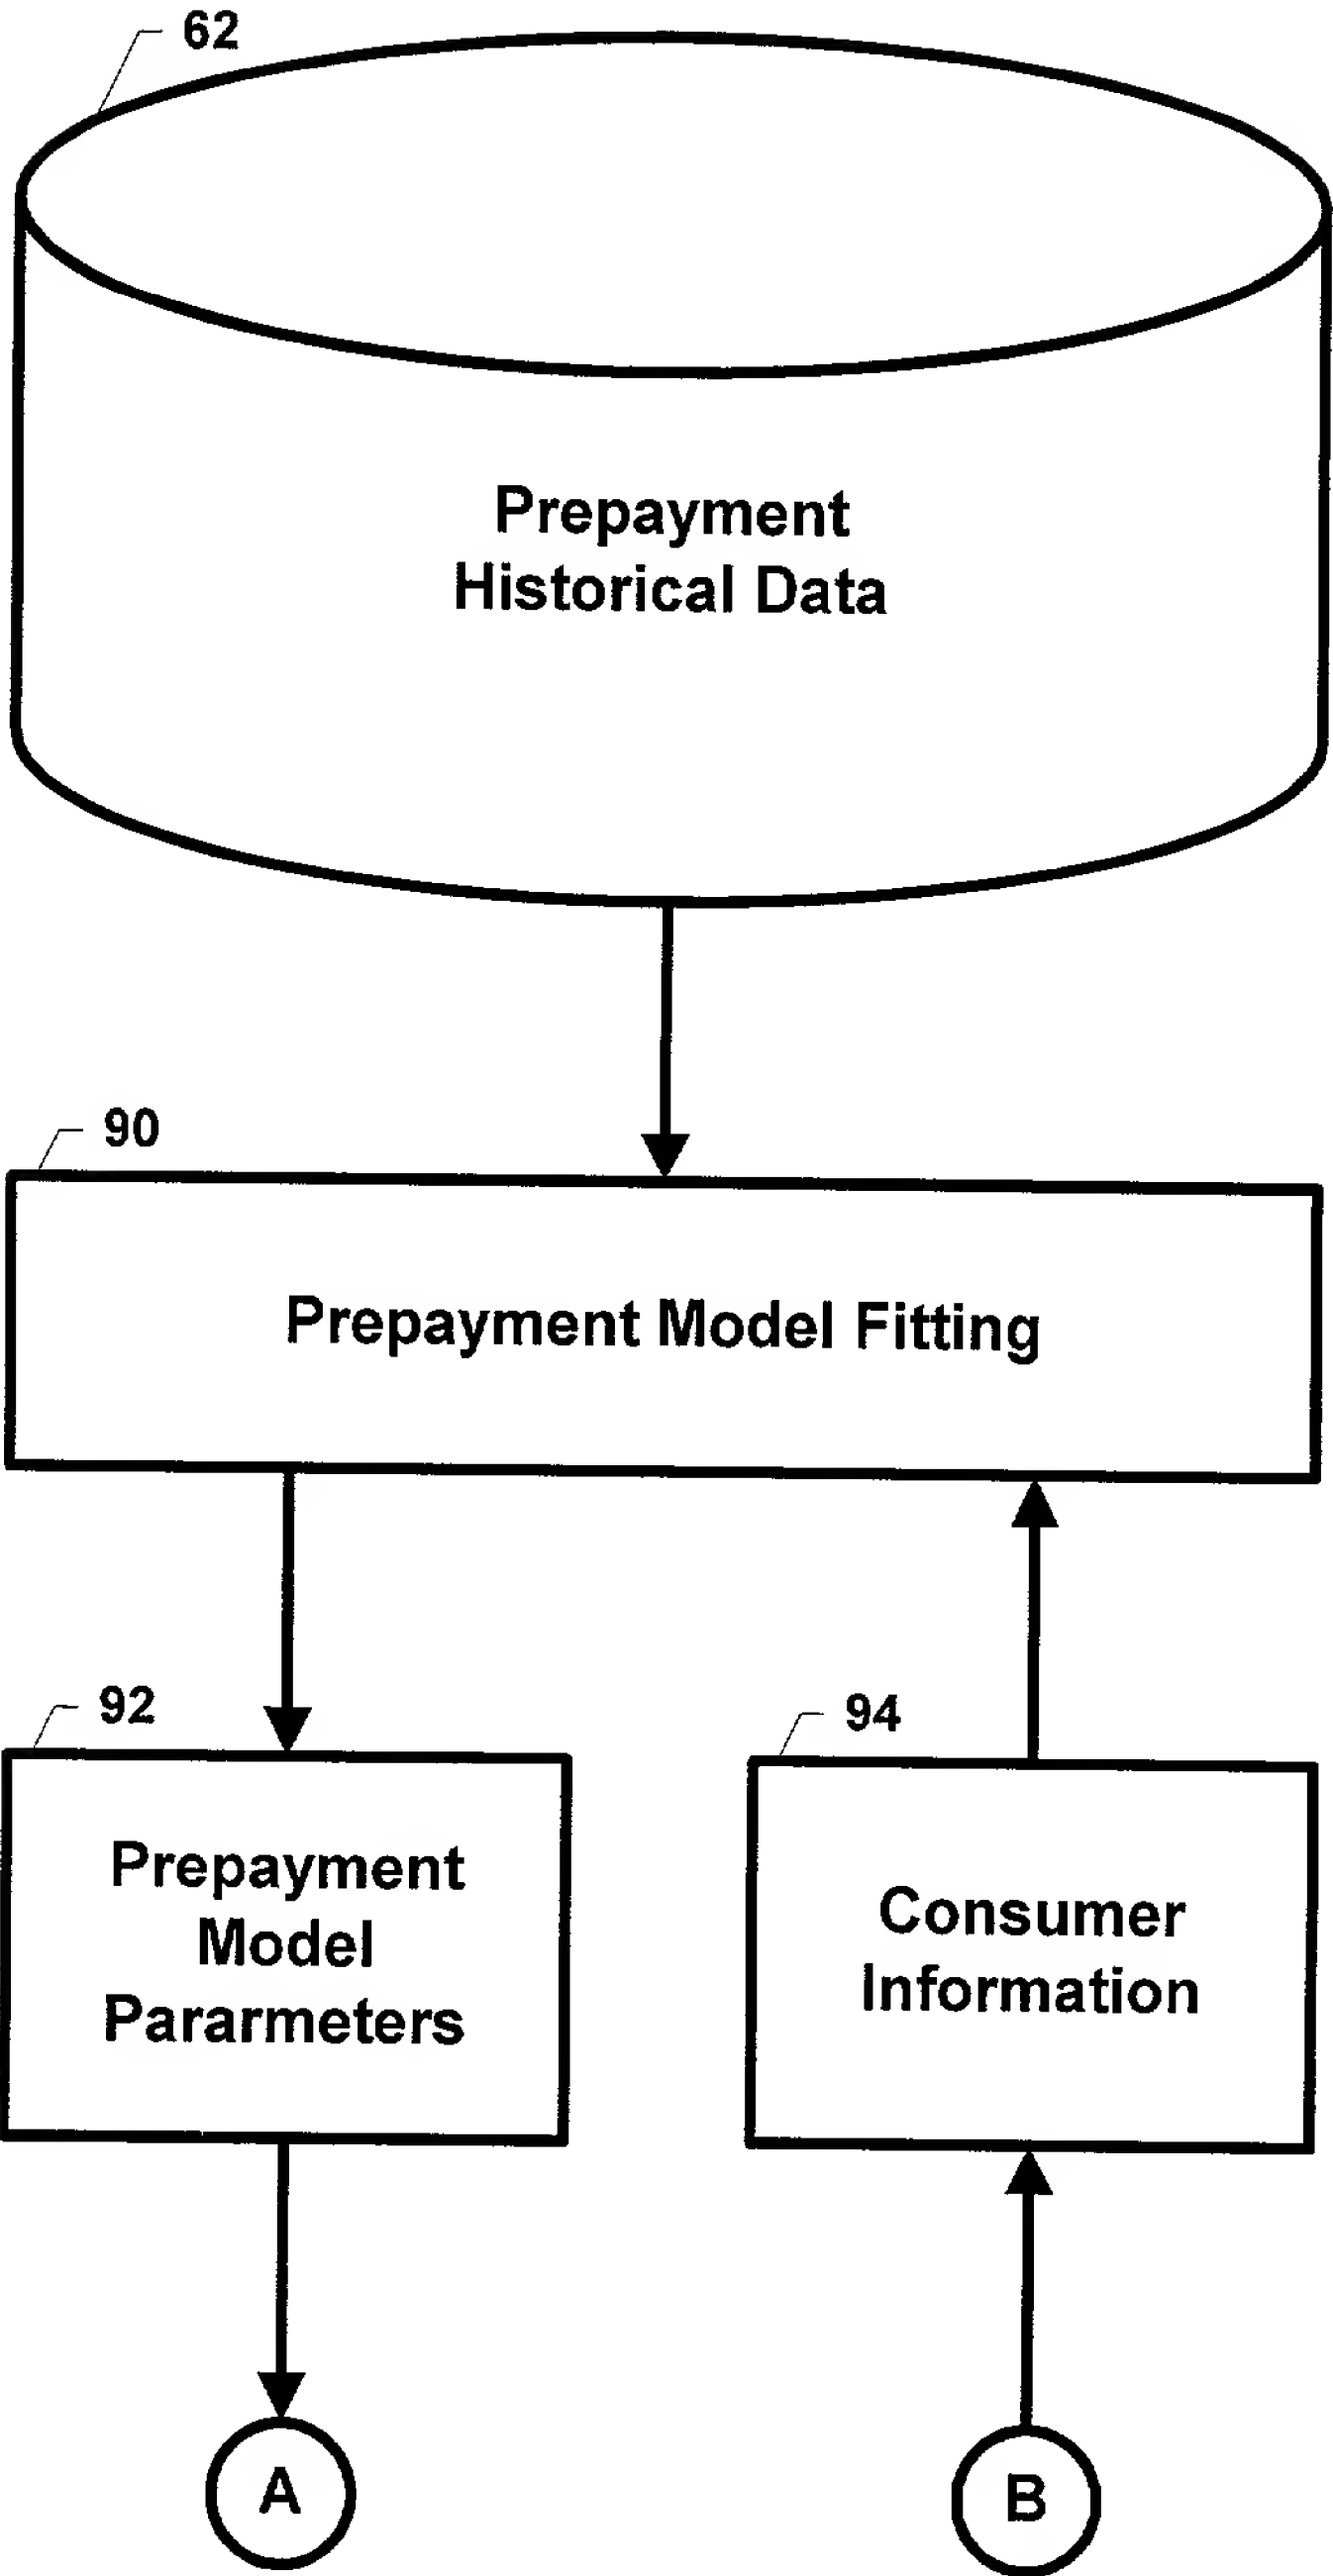 62
Prepayment
Historical Data
90
Prepayment Model Fitting
92
94
Prepayment
Model
Pararmeters
Consumer
Information
A
B